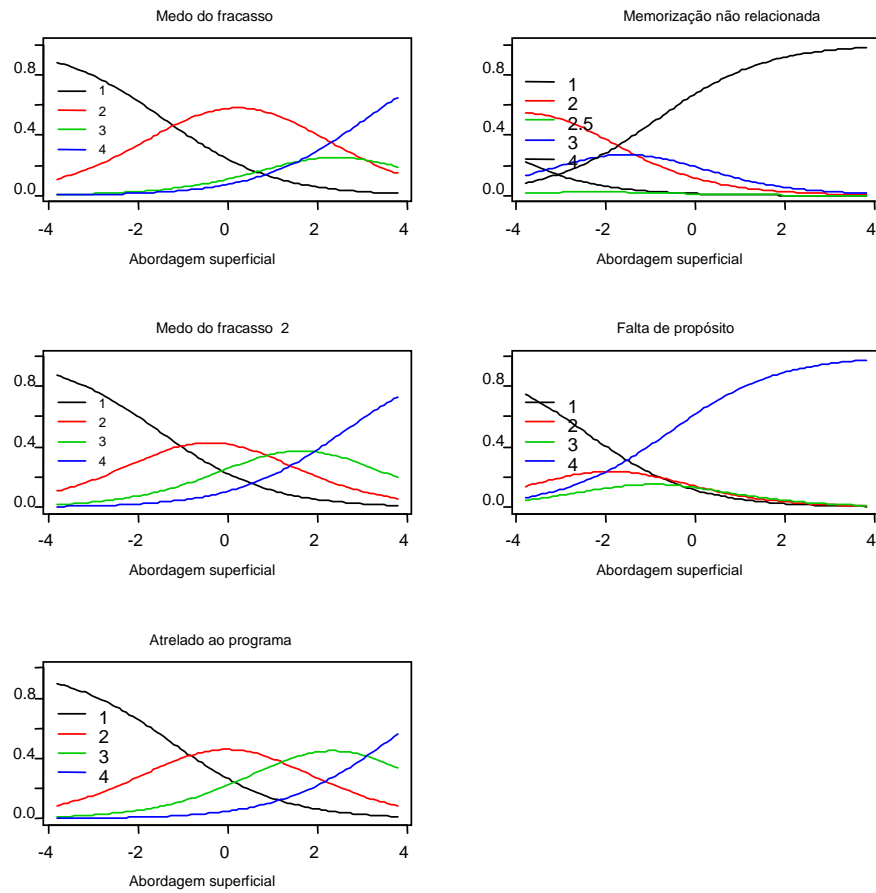 Medo do fracasso
0.8
0.4
0.0
1
2
3
4
-4 -2 0 2 4
Abordagem superficial
Memorização não relacionada
0.8
0.4
0.0
1
2
2.5
3
4
-4 -2 0 2 4
Abordagem superficial
Medo do fracasso 2
0.8
0.4
0.0
1
2
3
4
-4 -2 0 2 4
Abordagem superficial
Falta de propósito
0.8
0.4
0.0
1
2
3
4
-4 -2 0 2 4
Abordagem superficial
Atrelado ao programa
0.8
0.4
0.0
1
2
3
4
-4 -2 0 2 4
Abordagem superficial